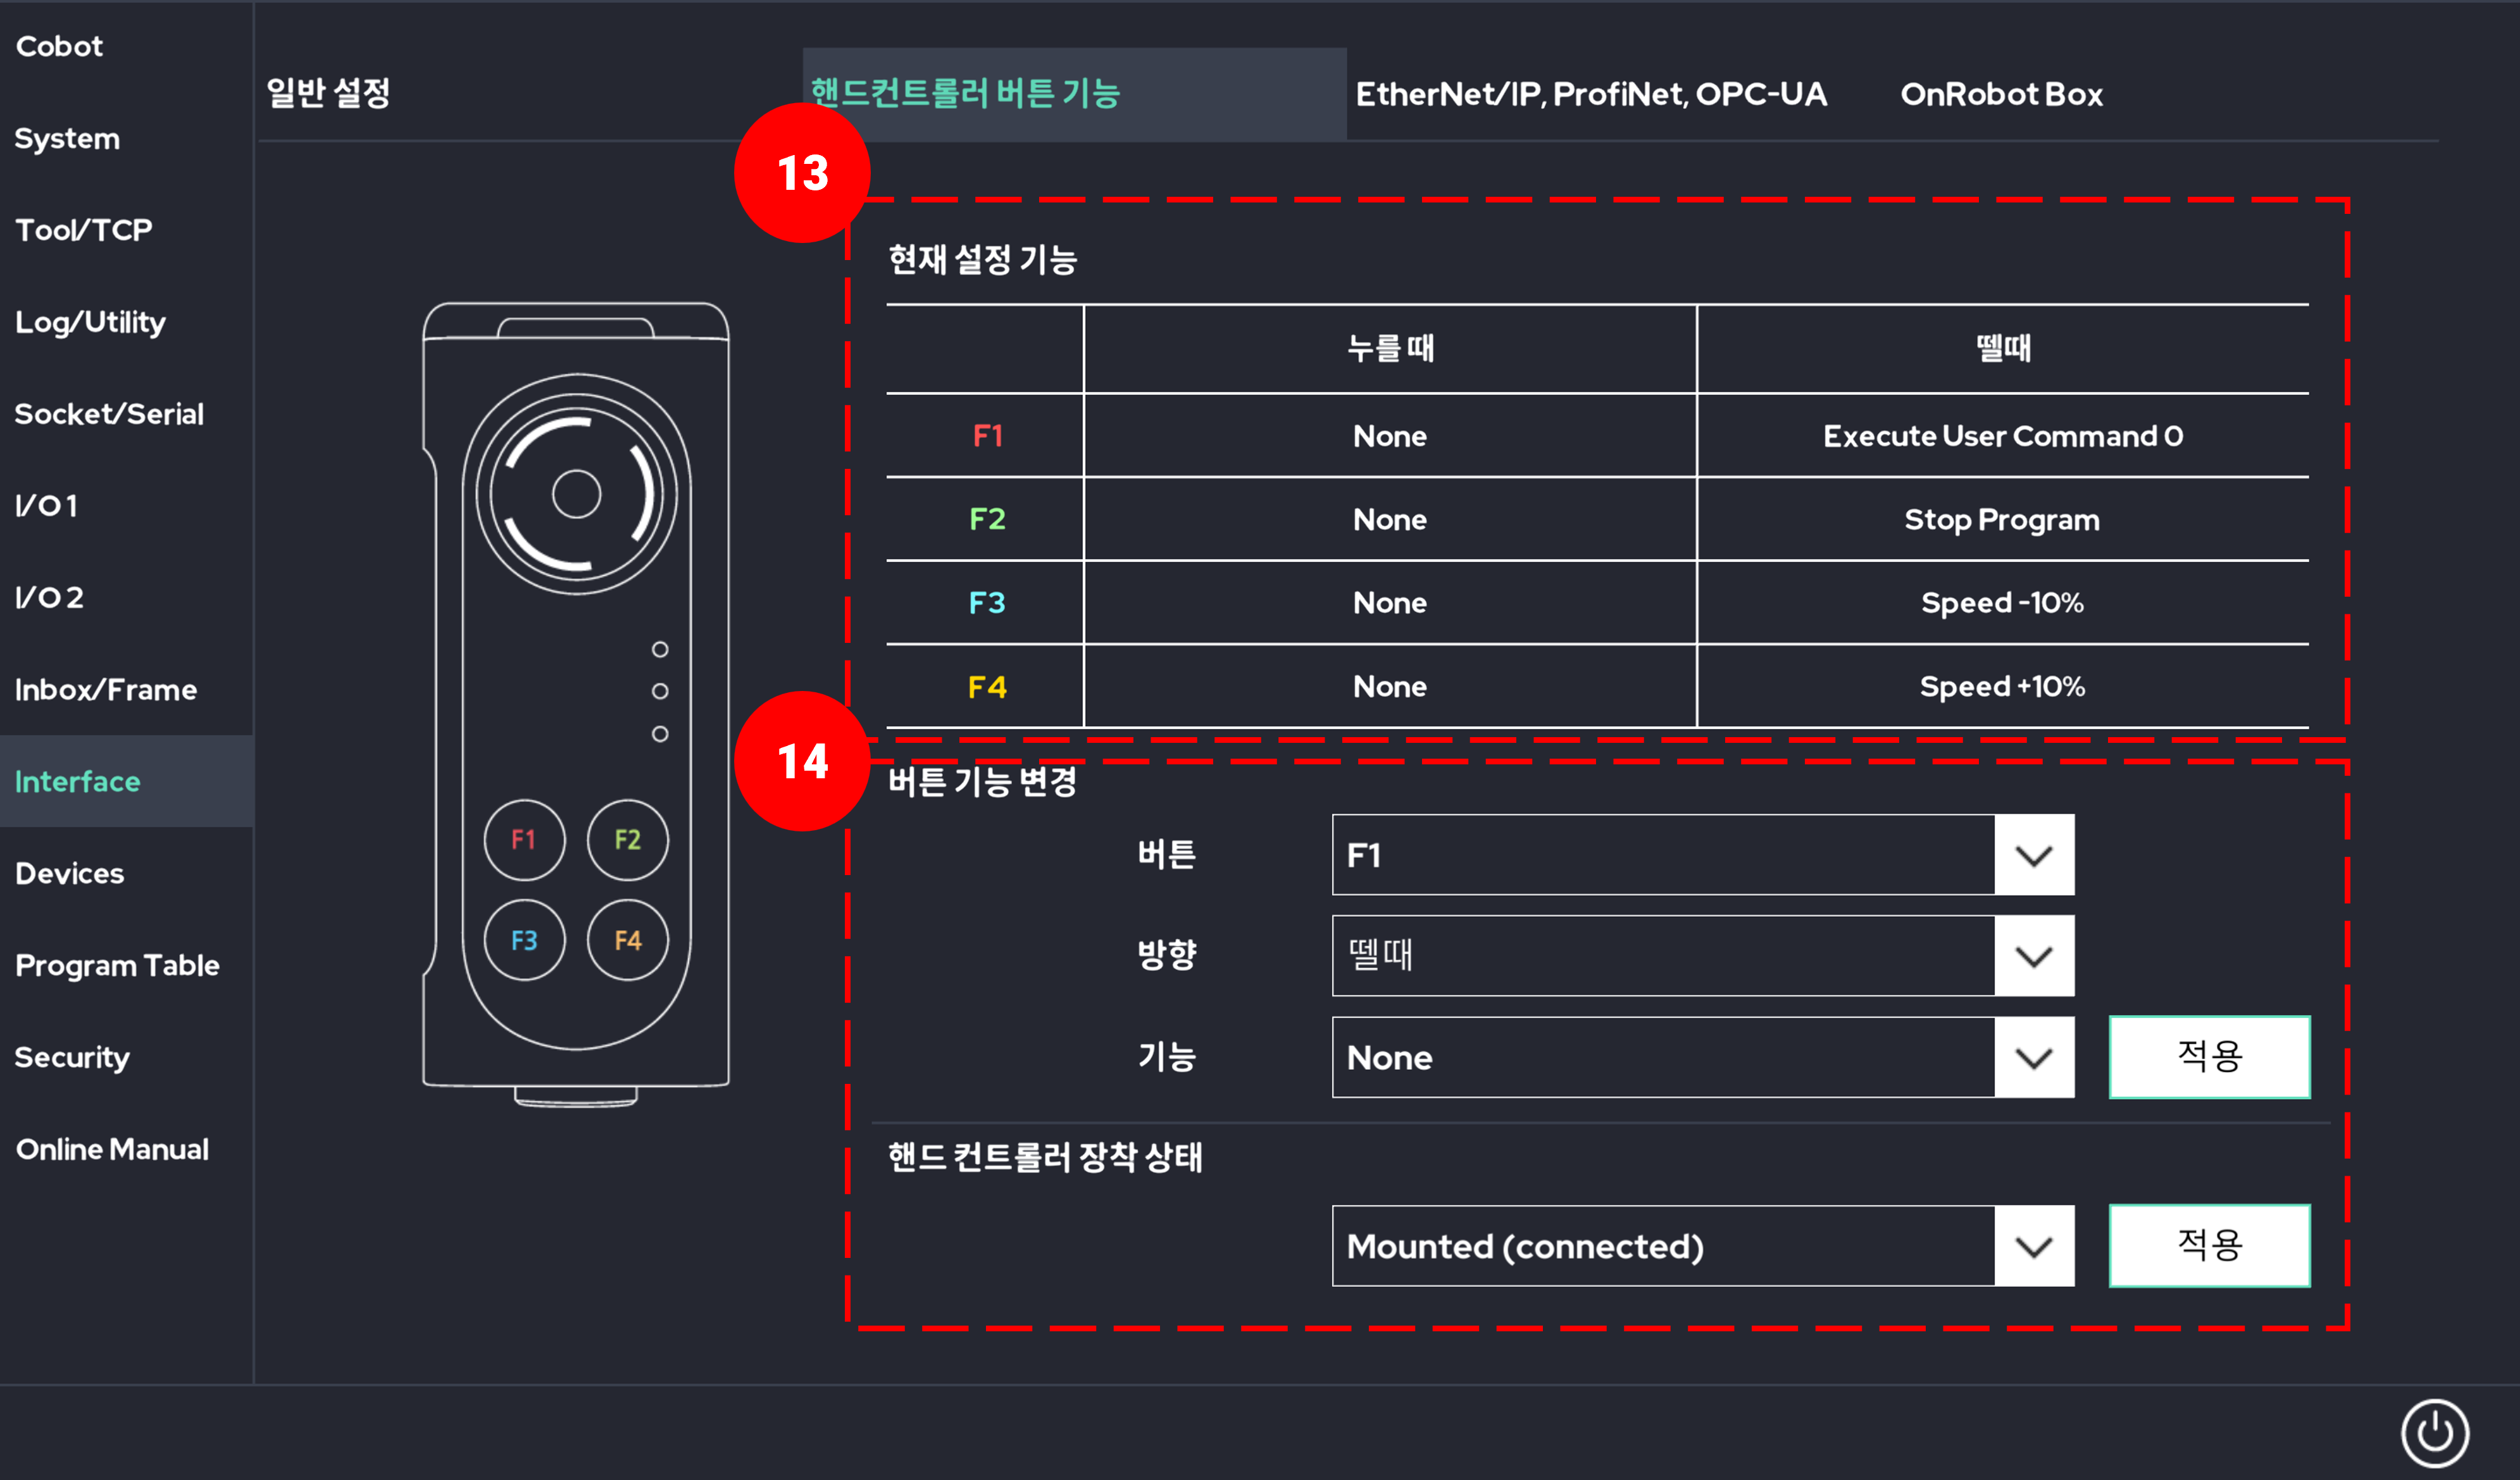 Cobot
System
Tool/TCP
Log/Utility
Socket/Serial
I/O 1
I/O 2
Inbox/Frame
Interface
Devices
Program Table
Security
Online Manual
일반 설정
핸드컨트롤러 버튼 기능
EtherNet/IP, ProfiNet, OPC-UA
OnRobot Box
13
현재 설정 기능
누를 때 뗄때
F1 None Execute User Command 0
F2 None Stop Program
F3 None Speed -10%
F4 None Speed +10%
F1 F2
F3 F4
14
버튼 기능 변경
버튼 F1
방향 뗄때
기능 None 적용
핸드 컨트롤러 장착 상태
Mounted (connected) 적용